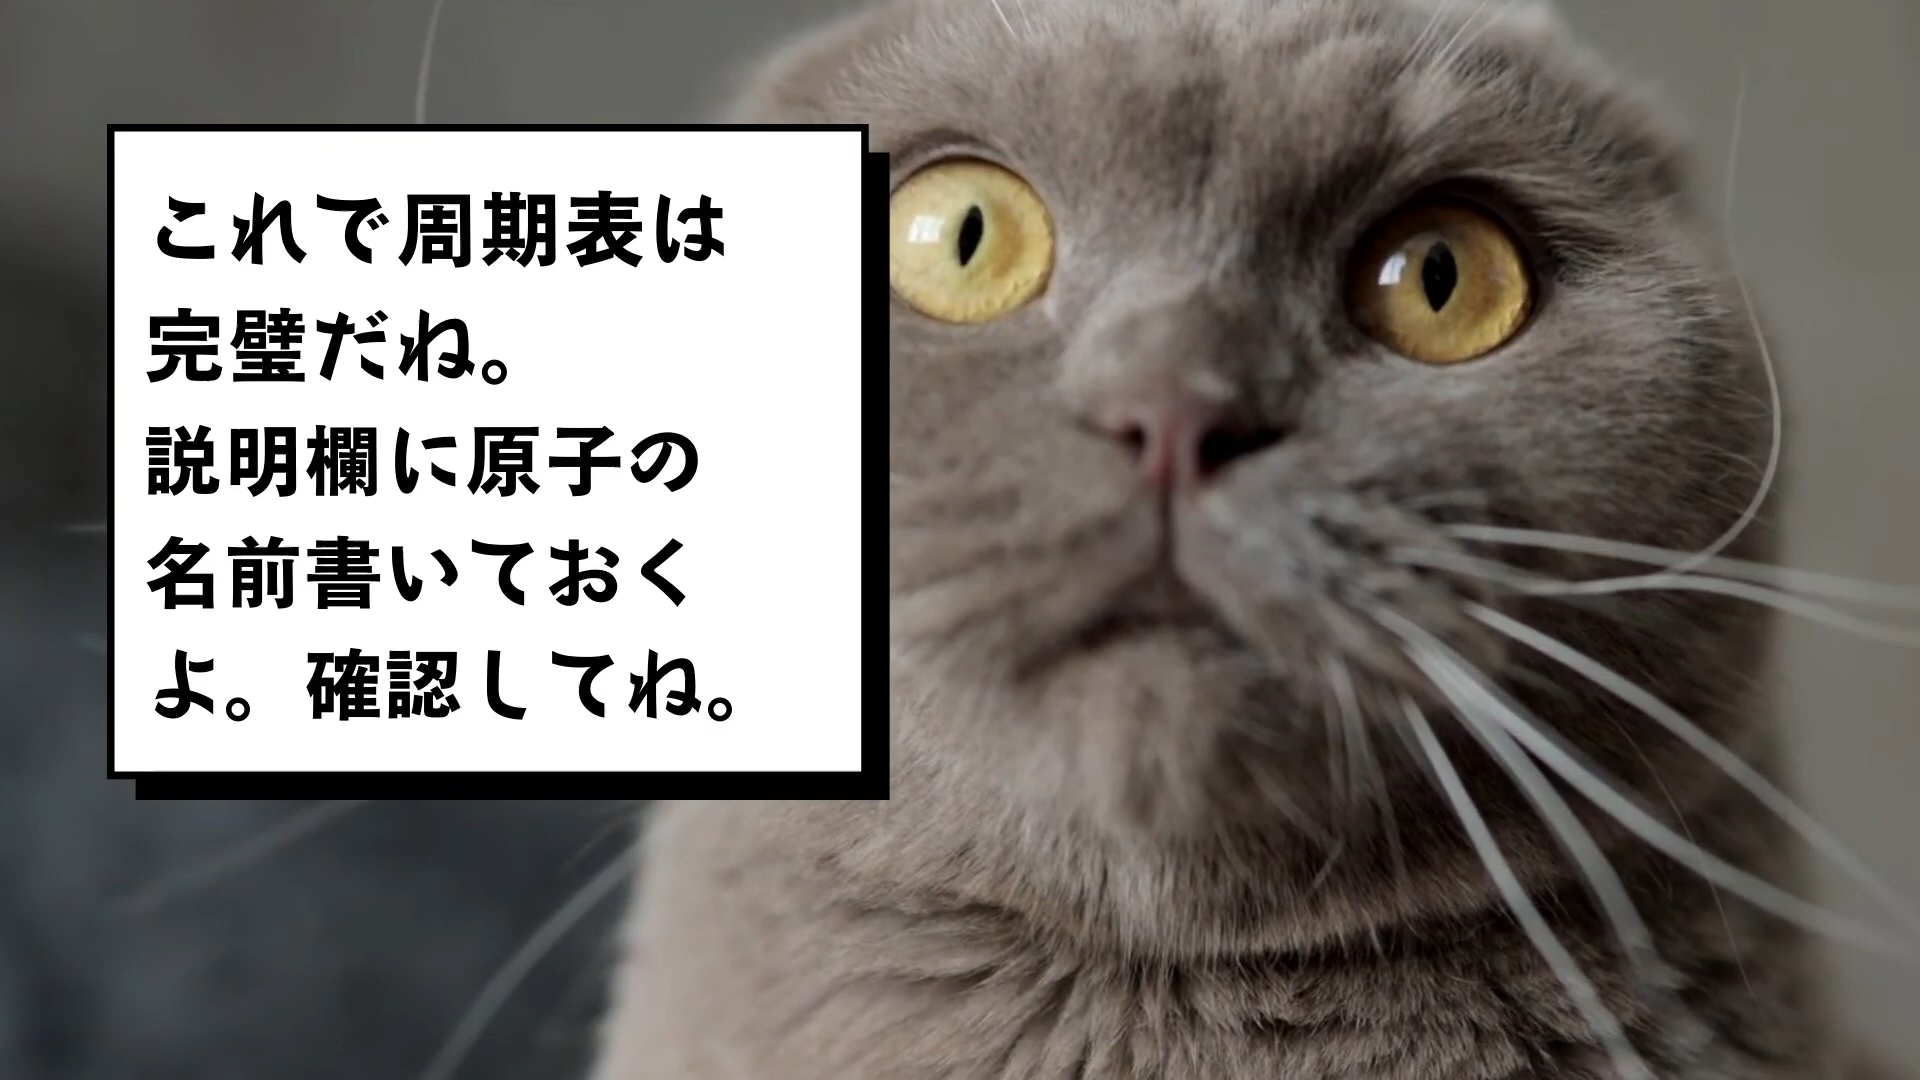 これで周期表は
完璧だね。
説明欄に原子の
名前書いておく
よ。確認してね。